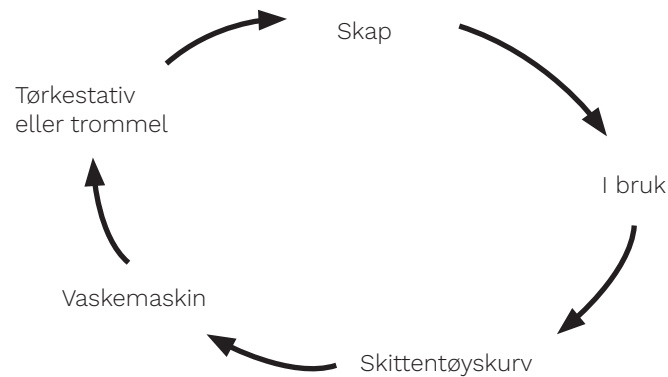 Skap
Tørkestativ
eller trommel
I bruk
Vaskemaskin
Skittentøyskurv